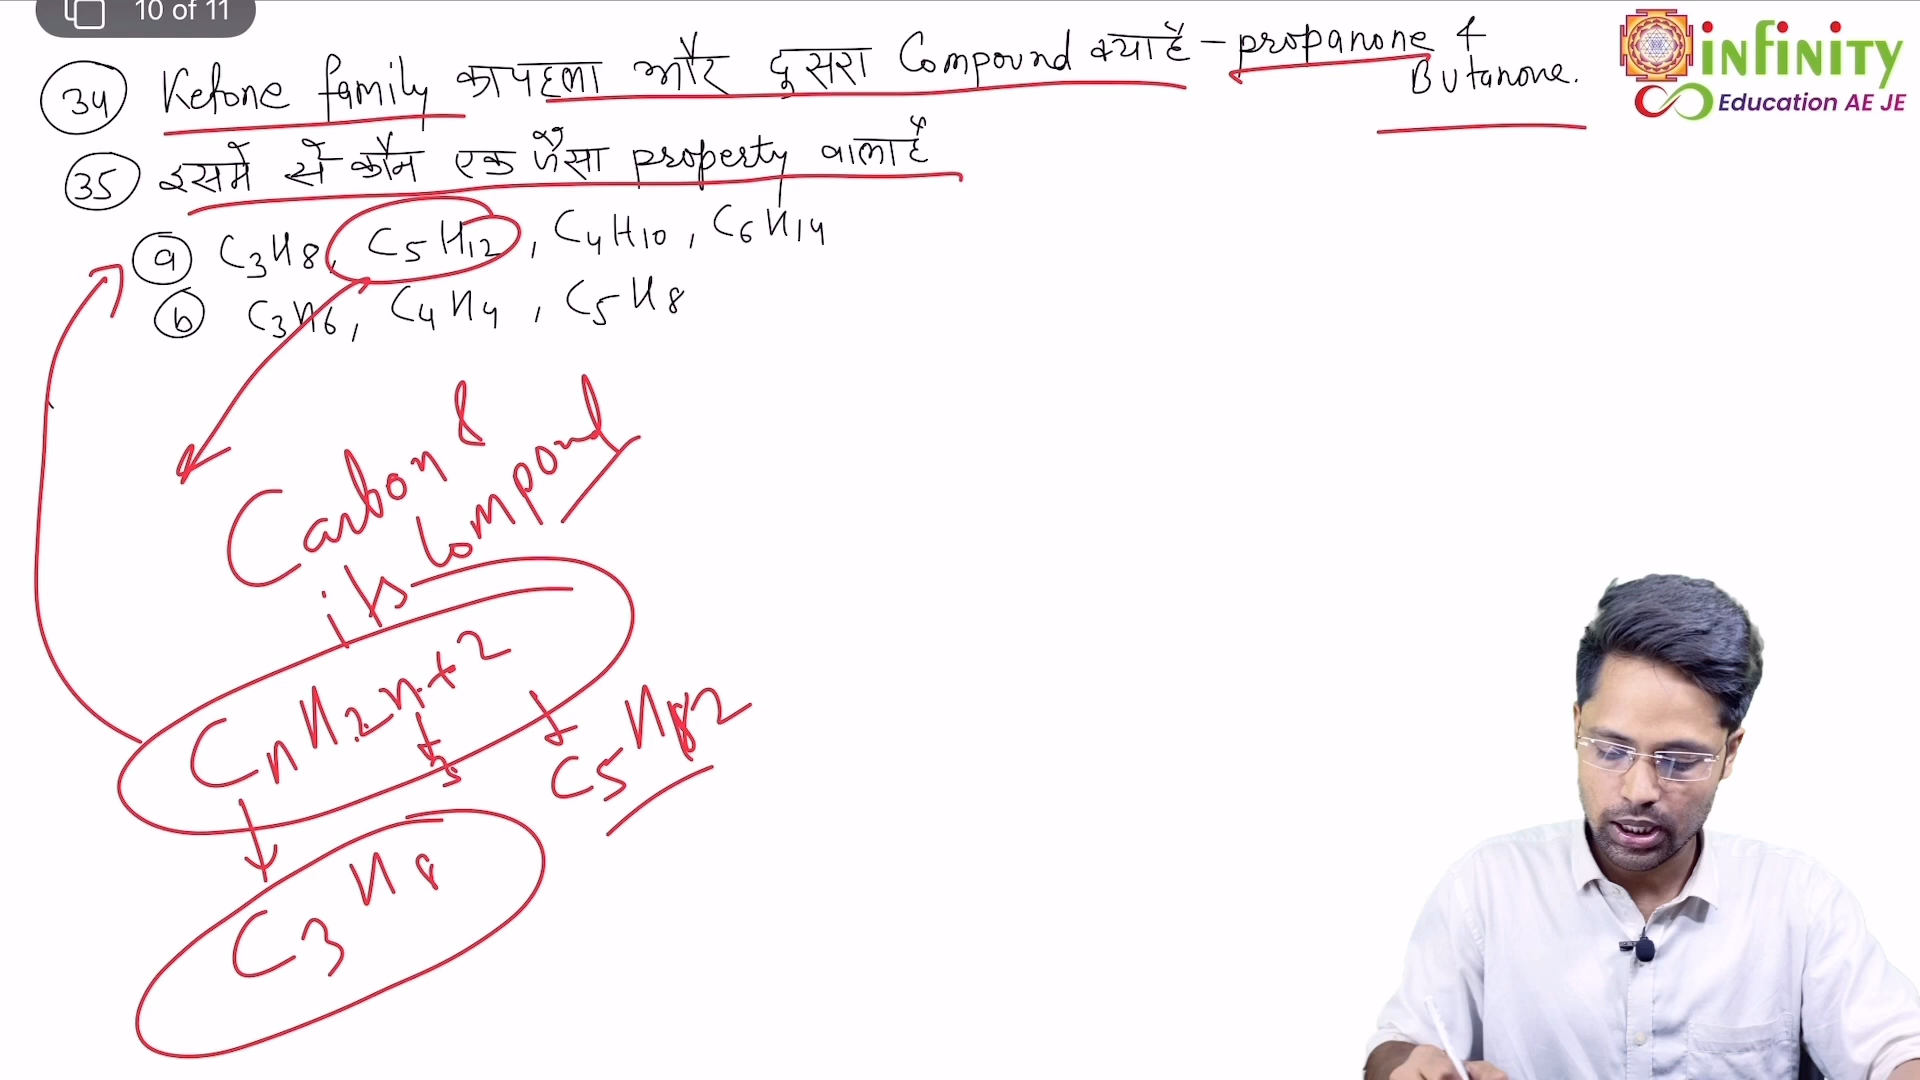 10 of 11
34 Ketone family का पहला और दूसरा Compound क्या है - propanone &
Butanone.
infinity
Education AE JE
35 इसमें से कौन एक जैसा property वाला है
a C3H8, C5H12, C4H10, C6H14
b C3H6, C4H4, C5H8
Carbon &
its Compound
CnH2n+2
5
C5H12
C3H8